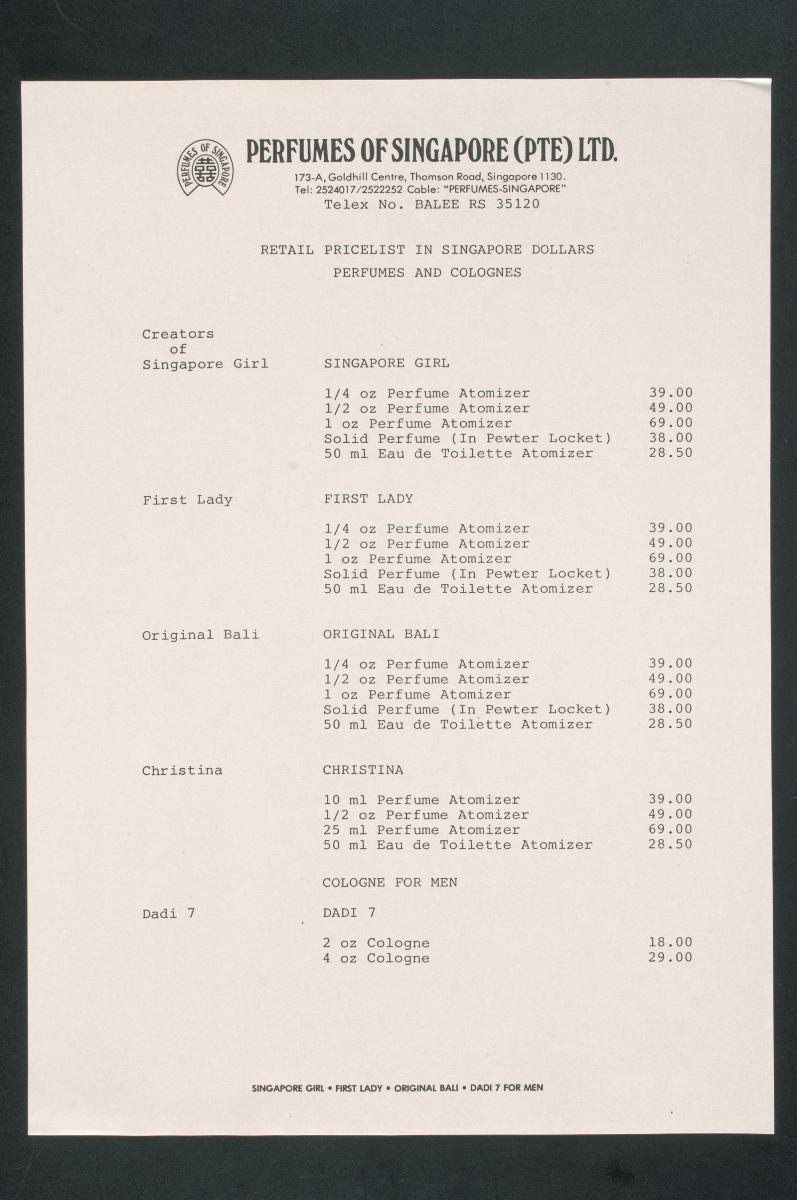 PERFUMES OF SINGAPORE
囍
PERFUMES OF SINGAPORE (PTE) LTD.
173-A, Goldhill Centre, Thomson Road, Singapore 1130.
Tel: 2524017/2522252 Cable: "PERFUMES-SINGAPORE"
Telex No. BALEE RS 35120
RETAIL PRICELIST IN SINGAPORE DOLLARS
PERFUMES AND COLOGNES
Creators
of
Singapore Girl SINGAPORE GIRL
1/4 oz Perfume Atomizer 39.00
1/2 oz Perfume Atomizer 49.00
1 oz Perfume Atomizer 69.00
Solid Perfume (In Pewter Locket) 38.00
50 ml Eau de Toilette Atomizer 28.50
First Lady FIRST LADY
1/4 oz Perfume Atomizer 39.00
1/2 oz Perfume Atomizer 49.00
1 oz Perfume Atomizer 69.00
Solid Perfume (In Pewter Locket) 38.00
50 ml Eau de Toilette Atomizer 28.50
Original Bali ORIGINAL BALI
1/4 oz Perfume Atomizer 39.00
1/2 oz Perfume Atomizer 49.00
1 oz Perfume Atomizer 69.00
Solid Perfume (In Pewter Locket) 38.00
50 ml Eau de Toilette Atomizer 28.50
Christina CHRISTINA
10 ml Perfume Atomizer 39.00
1/2 oz Perfume Atomizer 49.00
25 ml Perfume Atomizer 69.00
50 ml Eau de Toilette Atomizer 28.50
COLOGNE FOR MEN
Dadi 7 DADI 7
2 oz Cologne 18.00
4 oz Cologne 29.00
SINGAPORE GIRL • FIRST LADY • ORIGINAL BALI • DADI 7 FOR MEN